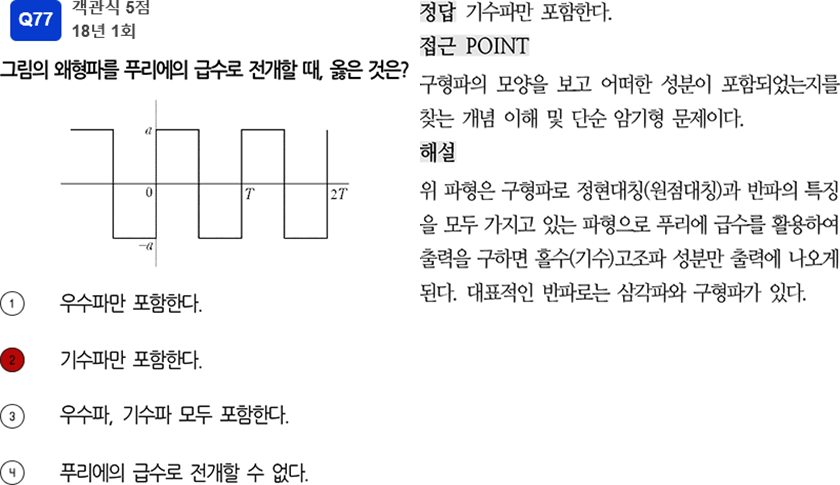 Q77
객관식 5점
18년 1회
그림의 왜형파를 푸리에의 급수로 전개할 때, 옳은 것은?
a
0
T
2T
-a
1 우수파만 포함한다.
2 기수파만 포함한다.
3 우수파, 기수파 모두 포함한다.
4 푸리에의 급수로 전개할 수 없다.
정답 기수파만 포함한다.
접근 POINT
구형파의 모양을 보고 어떠한 성분이 포함되었는지를
찾는 개념 이해 및 단순 암기형 문제이다.
해설
위 파형은 구형파로 정현대칭(원점대칭)과 반파의 특징
을 모두 가지고 있는 파형으로 푸리에 급수를 활용하여
출력을 구하면 홀수(기수)고조파 성분만 출력에 나오게
된다. 대표적인 반파로는 삼각파와 구형파가 있다.